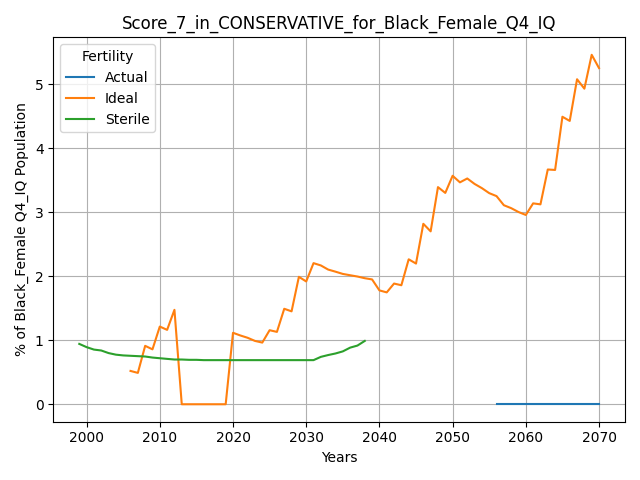 Score_7_in_CONSERVATIVE_for_Black_Female_Q4_IQ
Fertility
Actual
Ideal
Sterile
% of Black_Female Q4_IQ Population
5
4
3
2
1
0
2000 2010 2020 2030 2040 2050 2060 2070
Years